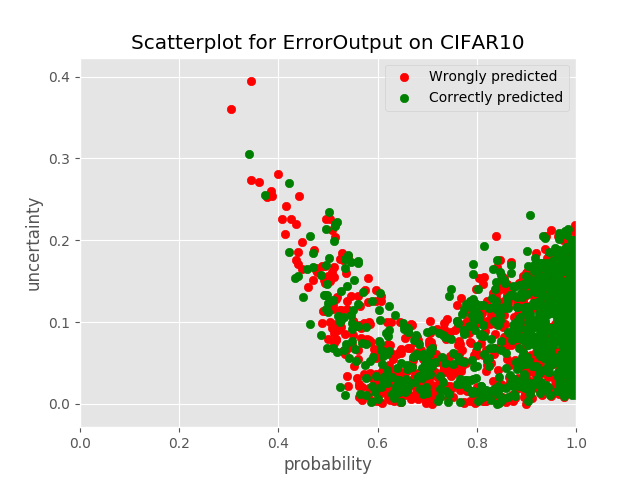 Scatterplot for ErrorOutput on CIFAR10
Wrongly predicted
Correctly predicted
uncertainty
0.4
0.3
0.2
0.1
0.0
0.0 0.2 0.4 0.6 0.8 1.0
probability